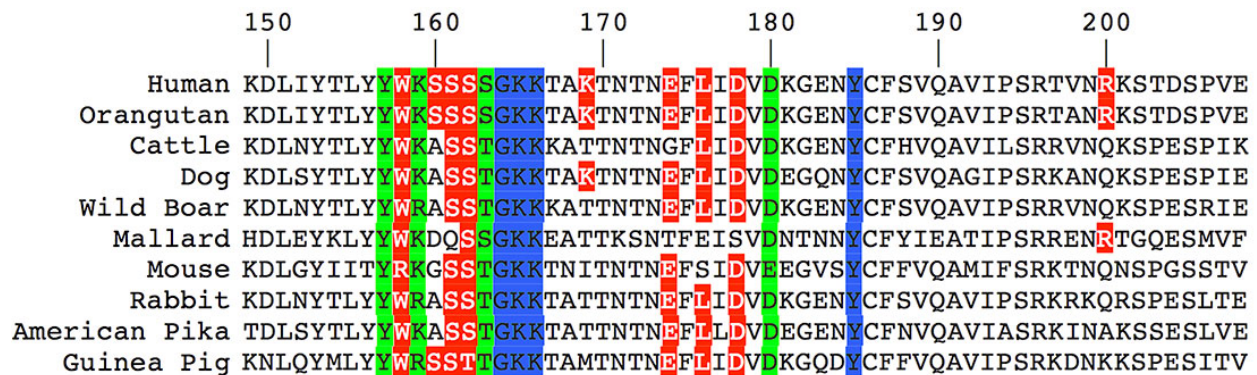 150 160 170 180 190 200
Human KDLIYTLYYWKSSSSGKKTAKTNTNEFLIDVDKGENYCFSVQAVIPSRTVNRKSTDSPVE
Orangutan KDLIYTLYYWKSSSSGKKTAKTNTNEFLIDVDKGENYCFSVQAVIPSRTANRKSTDSPVE
Cattle KDLNYTLYYWKASSTGKKKATTNTNGFLIDVDKGENYCFHVQAVILSRRVNQKSPESPIK
Dog KDLSYTLYYWKASSTGKKTAKTNTNEFLIDVDEGQNYCFSVQAGIPSRKANQKSPESPIE
Wild Boar KDLNYTLYYWRASSTGKKKATTNTNEFLIDVDKGENYCFSVQAVIPSRRVNQKSPESRIE
Mallard HDLEYKLYYWKDQSSGKKEATTKSNTFEISVDNTNNYCFYIEATIPSRRENRTGQESMVF
Mouse KDLGYIITYRKGSSTGKKTNITNTNEFSIDVEEGVSYCFFVQAMIFSRKTNQNSPGSSTV
Rabbit KDLNYTLYYWRASSTGKKTATTNTNEFLIDVDKGENYCFSVQAVIPSRKRKQRSPESLTE
American Pika TDLSYTLYYWKASSTGKKTATTNTNEFLLDVDEGENYCFNVQAVIASRKINAKSSESLVE
Guinea Pig KNLQYMLYYWRSSTTGKKTAMTNTNEFLIDVDKGQDYCFFVQAVIPSRKDNKKSPESITV